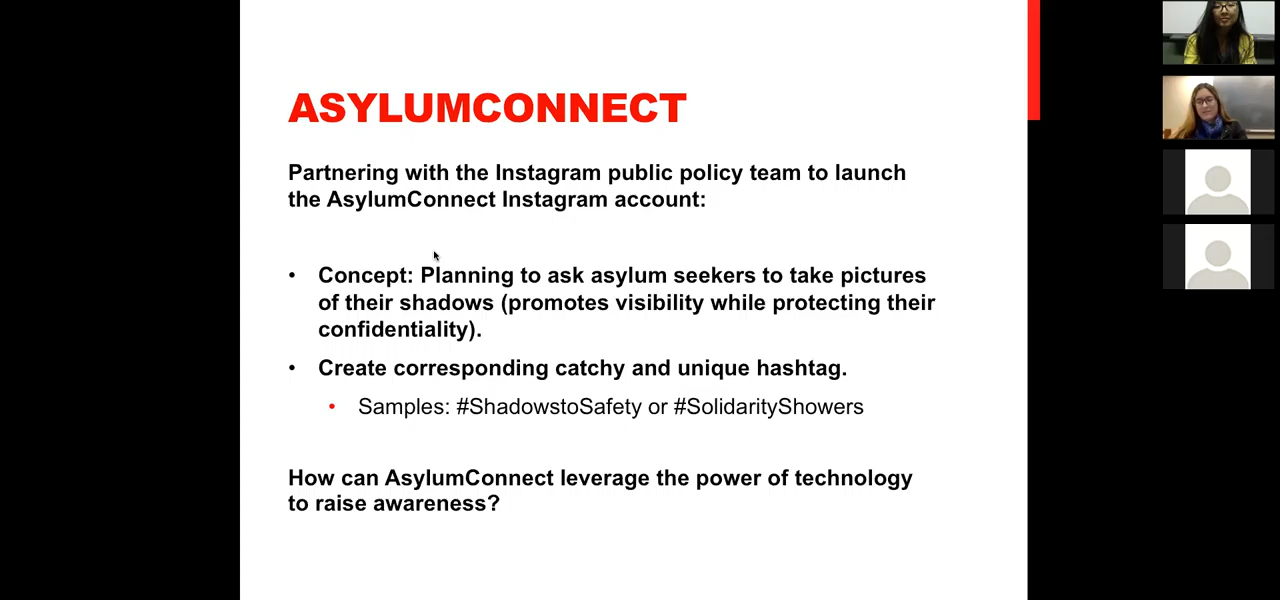 ASYLUMCONNECT
Partnering with the Instagram public policy team to launch
the AsylumConnect Instagram account:
• Concept: Planning to ask asylum seekers to take pictures
of their shadows (promotes visibility while protecting their
confidentiality).
• Create corresponding catchy and unique hashtag.
• Samples: #ShadowstoSafety or #SolidarityShowers
How can AsylumConnect leverage the power of technology
to raise awareness?